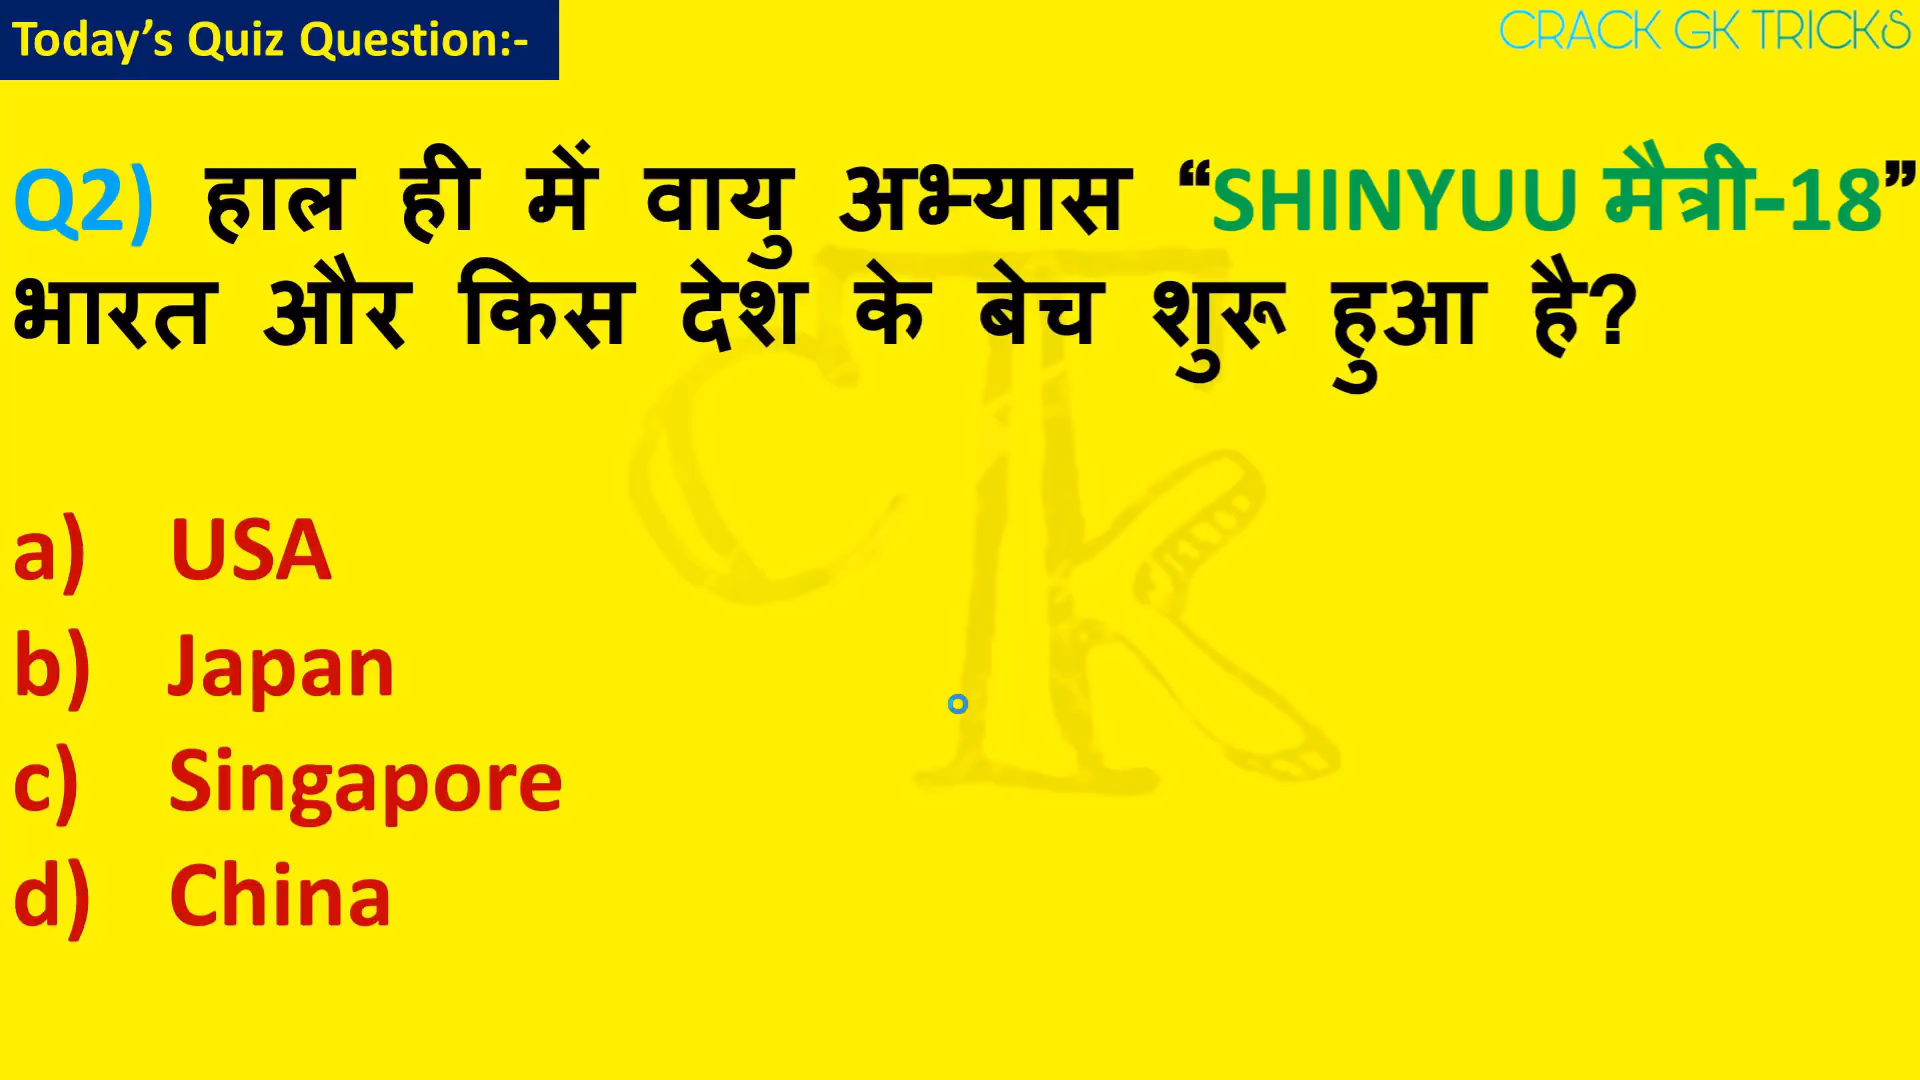 Today’s Quiz Question:-
CRACK GK TRICKS
Q2) हाल ही में वायु अभ्यास “SHINYUU मैत्री-18”
भारत और किस देश के बेच शुरू हुआ है?
a) USA
b) Japan
c) Singapore
d) China